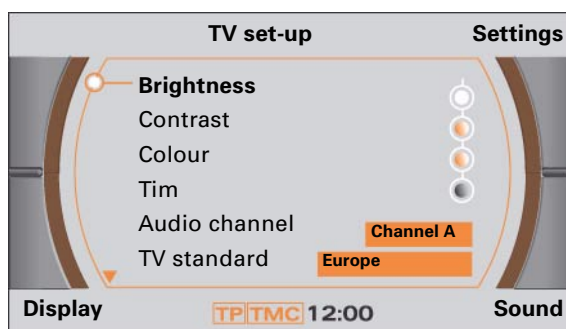 TV set-up
Settings
Brightness
Contrast
Colour
Tim
Audio channel Channel A
TV standard Europe
Display TP TMC 12:00 Sound